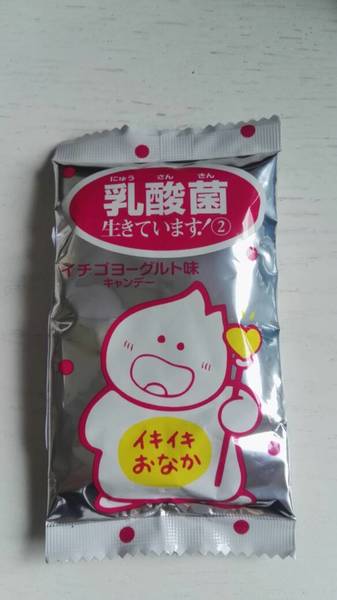 にゅう さん きん
乳酸菌
生きています!②
イチゴヨーグルト味
キャンデー
イキイキ
おなか